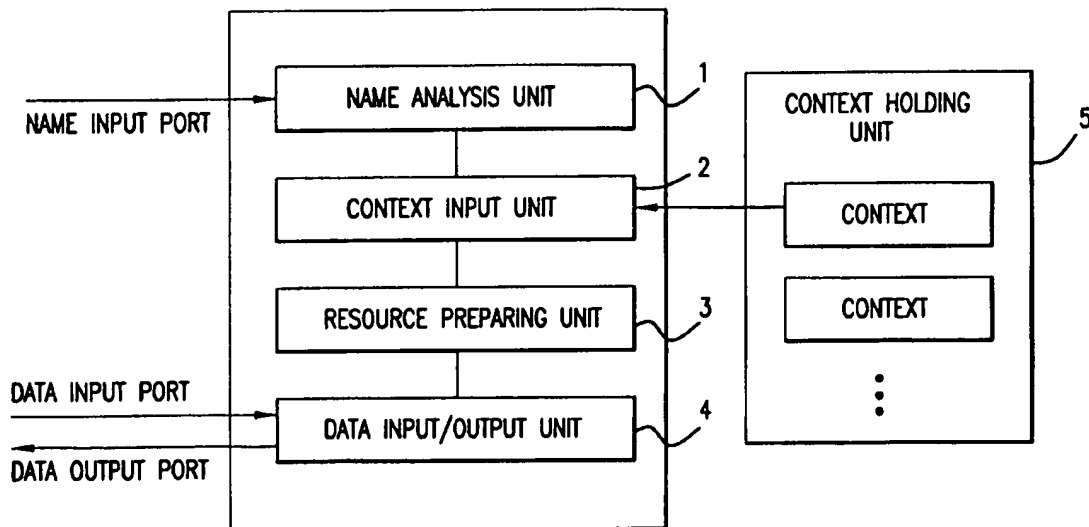 NAME ANALYSIS UNIT
1
NAME INPUT PORT
CONTEXT HOLDING
UNIT
5
CONTEXT INPUT UNIT
2
CONTEXT
RESOURCE PREPARING UNIT
3
CONTEXT
DATA INPUT PORT
DATA INPUT/OUTPUT UNIT
4
DATA OUTPUT PORT